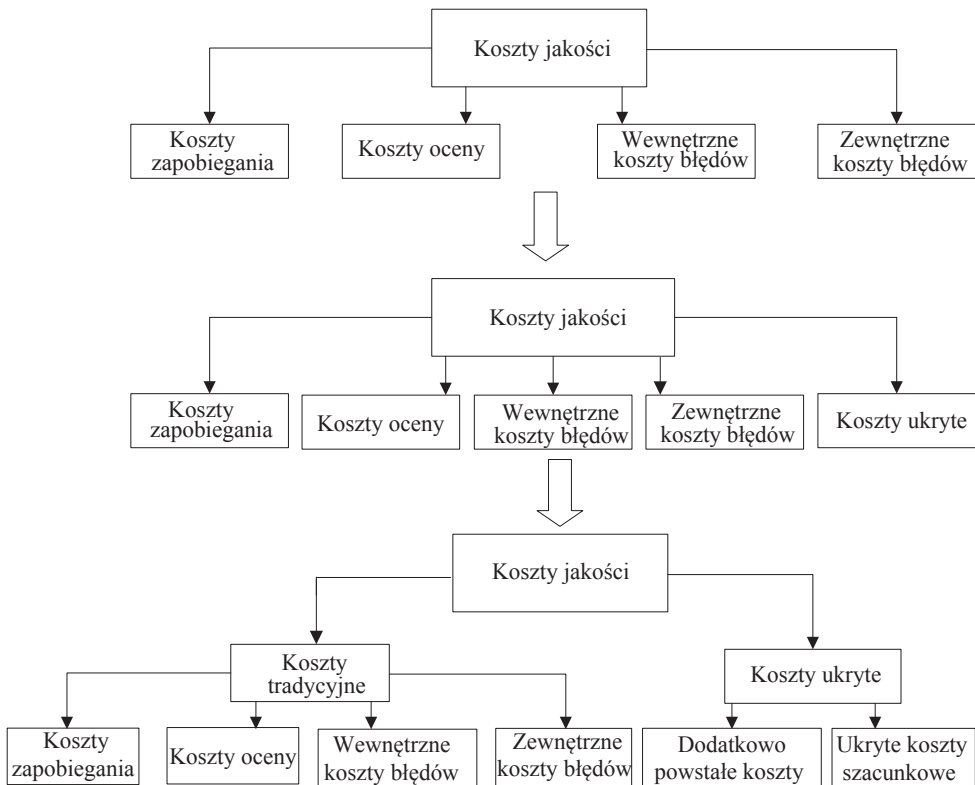 Koszty jakości
Koszty
zapobiegania
Koszty oceny
Wewnętrzne
koszty błędów
Zewnętrzne
koszty błędów
Koszty jakości
Koszty
zapobiegania
Koszty oceny
Wewnętrzne
koszty błędów
Zewnętrzne
koszty błędów
Koszty ukryte
Koszty jakości
Koszty
tradycyjne
Koszty ukryte
Koszty
zapobiegania
Koszty oceny
Wewnętrzne
koszty błędów
Zewnętrzne
koszty błędów
Dodatkowo
powstałe koszty
Ukryte koszty
szacunkowe